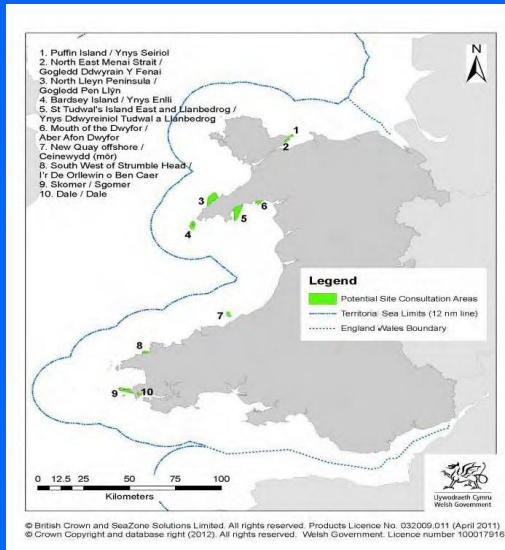 1. Puffin Island / Ynys Seiriol
2. North East Menai Strait /
Gogledd Ddwyrain Y Fenai
3. North Lleyn Peninsula /
Gogledd Pen Llŷn
4. Bardsey Island / Ynys Enlli
5. St Tudwal's Island East and Llanbedrog /
Ynys Ddwyreiniol Tudwal a Llanbedrog
6. Mouth of the Dwyfor /
Aber Afon Dwyfor
7. New Quay offshore /
Ceinewydd (môr)
8. South West of Strumble Head /
I'r De Orllewin o Ben Caer
9. Skomer / Sgomer
10. Dale / Dale
N
1
2
3
4
5
6
7
8
9
10
Legend
Potential Site Consultation Areas
Territorial Sea Limits (12 nm line)
England Wales Boundary
0 12.5 25 50 75 100
Kilometers
Llywodraeth Cymru
Welsh Government
© British Crown and SeaZone Solutions Limited. All rights reserved. Products Licence No. 032009.011 (April 2011)
© Crown Copyright and database right (2012). All rights reserved. Welsh Government. Licence number 100017916